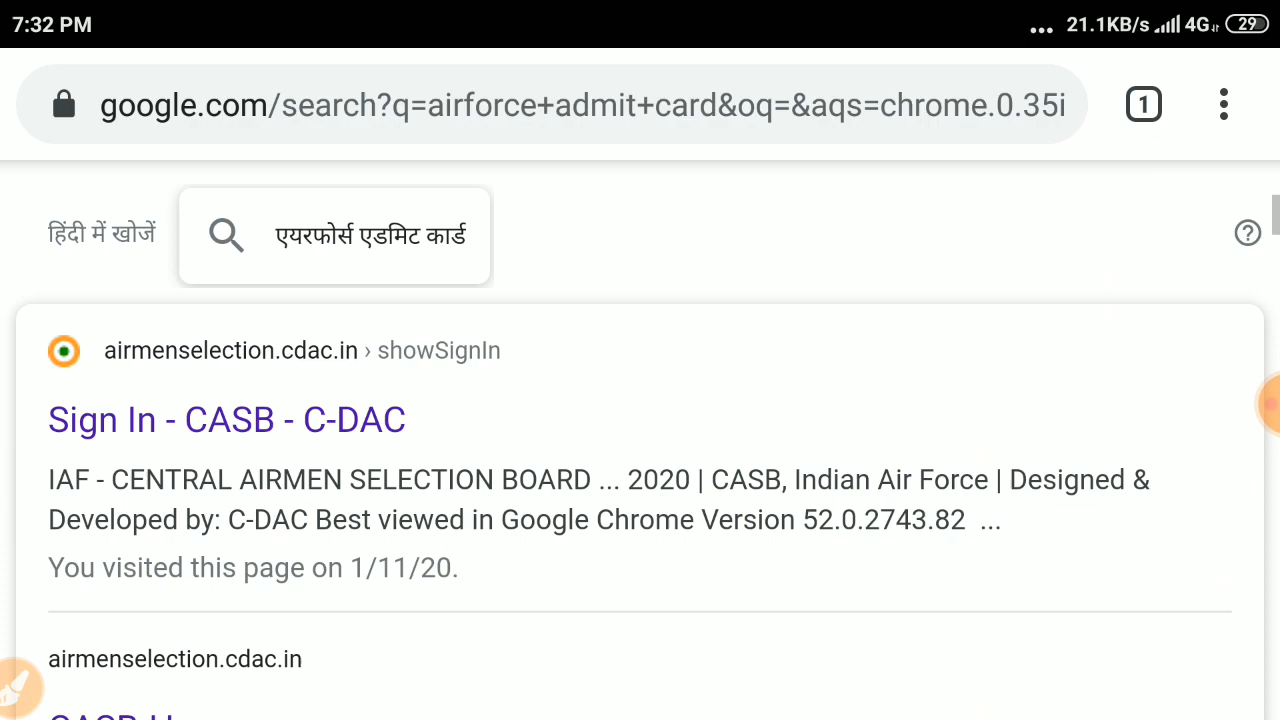 7:32 PM
... 21.1KB/s 4G 29
google.com/search?q=airforce+admit+card&oq=&aqs=chrome.0.35i
1
हिंदी में खोजें
एयरफोर्स एडमिट कार्ड
airmenselection.cdac.in › showSignIn
Sign In - CASB - C-DAC
IAF - CENTRAL AIRMEN SELECTION BOARD ... 2020 | CASB, Indian Air Force | Designed &
Developed by: C-DAC Best viewed in Google Chrome Version 52.0.2743.82 ...
You visited this page on 1/11/20.
airmenselection.cdac.in